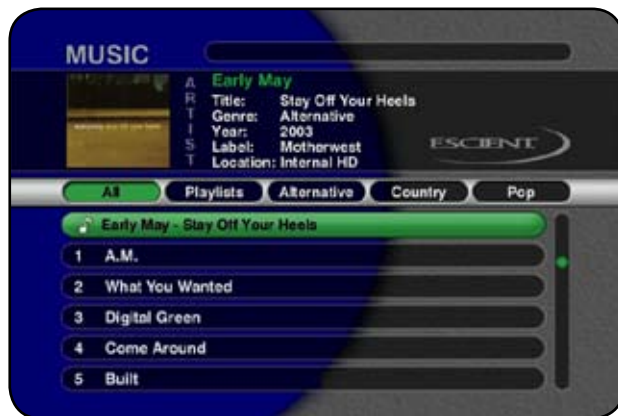 MUSIC
ARTIST
Early May
Title: Stay Off Your Heels
Genre: Alternative
Year: 2003
Label: Motherwest
Location: Internal HD
ESCIENT
All Playlists Alternative Country Pop
Early May - Stay Off Your Heels
1 A.M.
2 What You Wanted
3 Digital Green
4 Come Around
5 Built